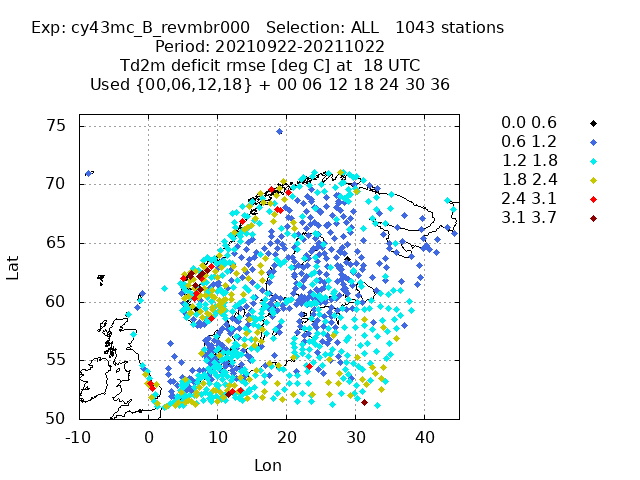 Exp: cy43mc_B_revmbr000   Selection: ALL   1043 stations
Period: 20210922-20211022
Td2m deficit rmse [deg C] at  18 UTC
Used {00,06,12,18} + 00 06 12 18 24 30 36
0.0 0.6
0.6 1.2
1.2 1.8
1.8 2.4
2.4 3.1
3.1 3.7
75
70
65
60
55
50
Lat
-10 0 10 20 30 40
Lon